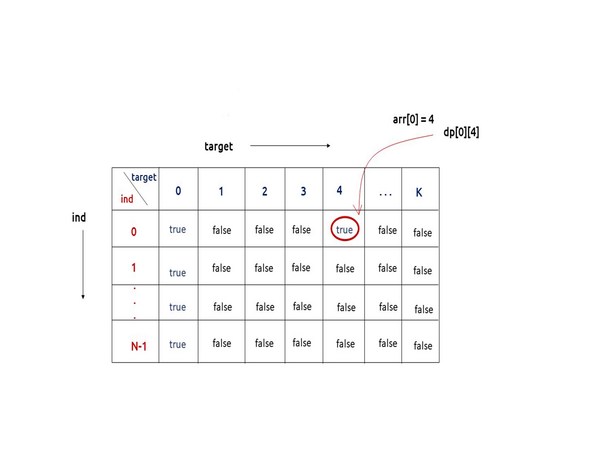 arr[0] = 4
dp[0][4]
target
ind
target
ind
0 1 2 3 4 ... K
0 true false false false true false false
1 true false false false false false false
. . . true false false false false false false
N-1 true false false false false false false